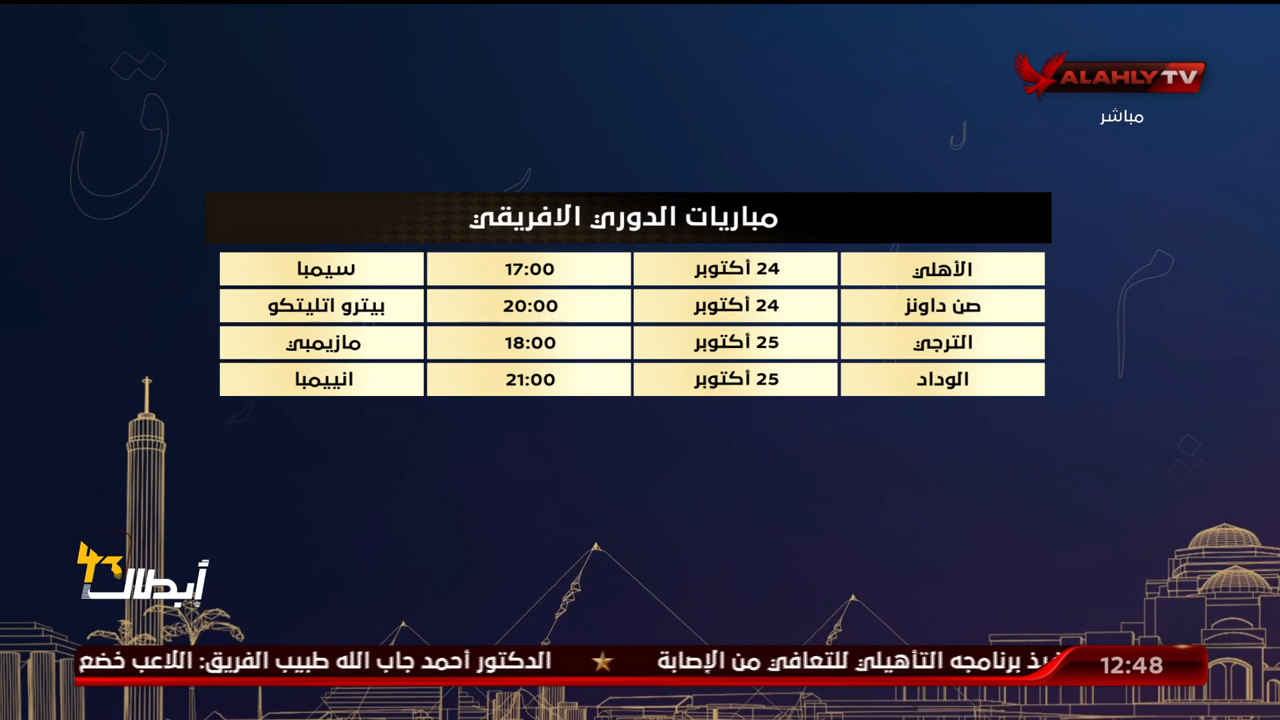 ALAHLY TV
مباشر
مباريات الدوري الافريقي
الأهلي 24 أكتوبر 17:00 سيمبا
صن داونز 24 أكتوبر 20:00 بيترو اتليتكو
الترجي 25 أكتوبر 18:00 مازيمبي
الوداد 25 أكتوبر 21:00 انييمبا
أبطال
برنامجه التأهيلي للتعافي من الإصابة ★ الدكتور أحمد جاب الله طبيب الفريق: اللاعب خضع
12:48